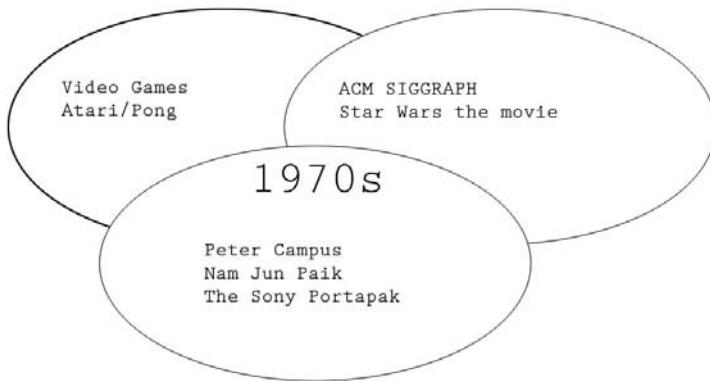 Video Games
Atari/Pong
ACM SIGGRAPH
Star Wars the movie
1970s
Peter Campus
Nam Jun Paik
The Sony Portapak